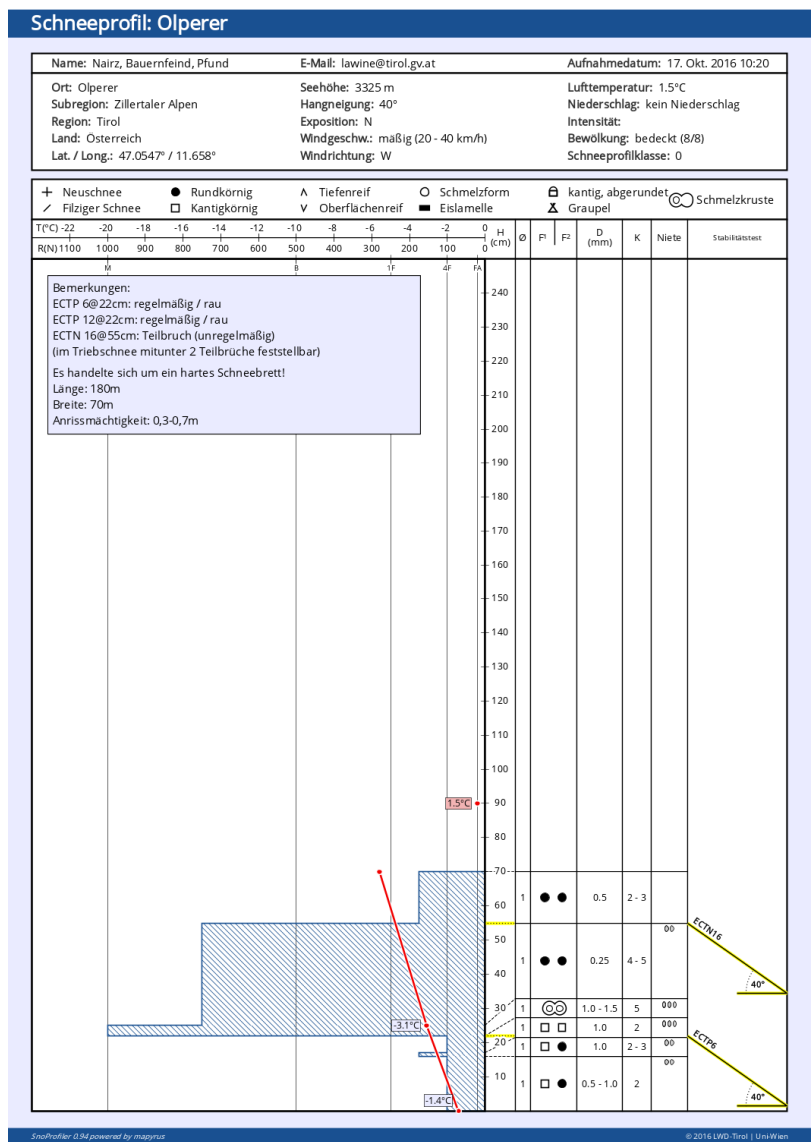 Schneeprofil: Olperer
Name: Nairz, Bauernfeind, Pfund E-Mail: lawine@tirol.gv.at Aufnahmedatum: 17. Okt. 2016 10:20
Ort: Olperer Seehöhe: 3325 m Lufttemperatur: 1.5°C
Subregion: Zillertaler Alpen Hangneigung: 40° Niederschlag: kein Niederschlag
Region: Tirol Exposition: N Intensität:
Land: Österreich Windgeschw.: mäßig (20 - 40 km/h) Bewölkung: bedeckt (8/8)
Lat. / Long.: 47.0547° / 11.658° Windrichtung: W Schneeprofilklasse: 0
Neuschnee Rundkörnig Tiefenreif Schmelzform kantig, abgerundet Schmelzkruste
Filziger Schnee Kantigkörnig Oberflächenreif Eislamelle Graupel
T(°C) -22 -20 -18 -16 -14 -12 -10 -8 -6 -4 -2 0 H (cm) Ø F¹ F² D (mm) K Niete Stabilitätstest
R(N) 1100 1000 900 800 700 600 500 400 300 200 100 0
M B 1F 4F FA
Bemerkungen:
ECTP 6@22cm: regelmäßig / rau
ECTP 12@22cm: regelmäßig / rau
ECTN 16@55cm: Teilbruch (unregelmäßig)
(im Triebschnee mitunter 2 Teilbrüche feststellbar)
Es handelte sich um ein hartes Schneebrett!
Länge: 180m
Breite: 70m
Anrissmächtigkeit: 0,3-0,7m
240
230
220
210
200
190
180
170
160
150
140
130
120
110
100
1.5°C 90
80
70
60 1 0.5 2 - 3
50 ECTN16
40 1 0.25 4 - 5 40°
30 1 1.0 - 1.5 5
-3.1°C 1 1.0 2
20 1 1.0 2 - 3 ECTP6
10 1 0.5 - 1.0 2
-1.4°C 40°
SnoProfiler 0.94 powered by mapyrus © 2016 LWD-Tirol | Uni-Wien